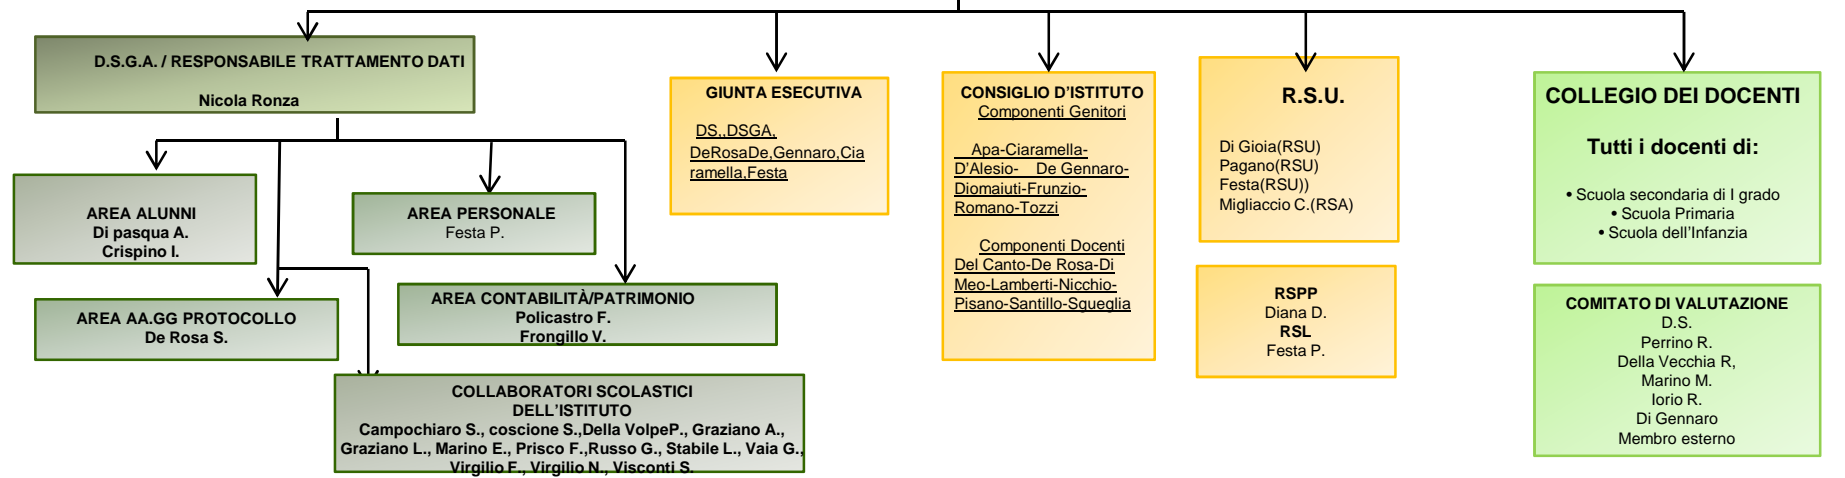 D.S.G.A. / RESPONSABILE TRATTAMENTO DATI
Nicola Ronza
AREA ALUNNI
Di pasqua A.
Crispino I.
AREA PERSONALE
Festa P.
AREA AA.GG PROTOCOLLO
De Rosa S.
AREA CONTABILITÀ/PATRIMONIO
Policastro F.
Frongillo V.
COLLABORATORI SCOLASTICI
DELL’ISTITUTO
Campochiaro S., coscione S.,Della VolpeP., Graziano A.,
Graziano L., Marino E., Prisco F.,Russo G., Stabile L., Vaia G.,
Virgilio F., Virgilio N., Visconti S.
GIUNTA ESECUTIVA
DS,,DSGA,
DeRosaDe,Gennaro,Cia
ramella,Festa
CONSIGLIO D’ISTITUTO
Componenti Genitori
Apa-Ciaramella-
D’Alesio- De Gennaro-
Diomaiuti-Frunzio-
Romano-Tozzi
Componenti Docenti
Del Canto-De Rosa-Di
Meo-Lamberti-Nicchio-
Pisano-Santillo-Sgueglia
R.S.U.
Di Gioia(RSU)
Pagano(RSU)
Festa(RSU))
Migliaccio C.(RSA)
RSPP
Diana D.
RSL
Festa P.
COLLEGIO DEI DOCENTI
Tutti i docenti di:
• Scuola secondaria di I grado
• Scuola Primaria
• Scuola dell’Infanzia
COMITATO DI VALUTAZIONE
D.S.
Perrino R.
Della Vecchia R,
Marino M.
Iorio R.
Di Gennaro
Membro esterno